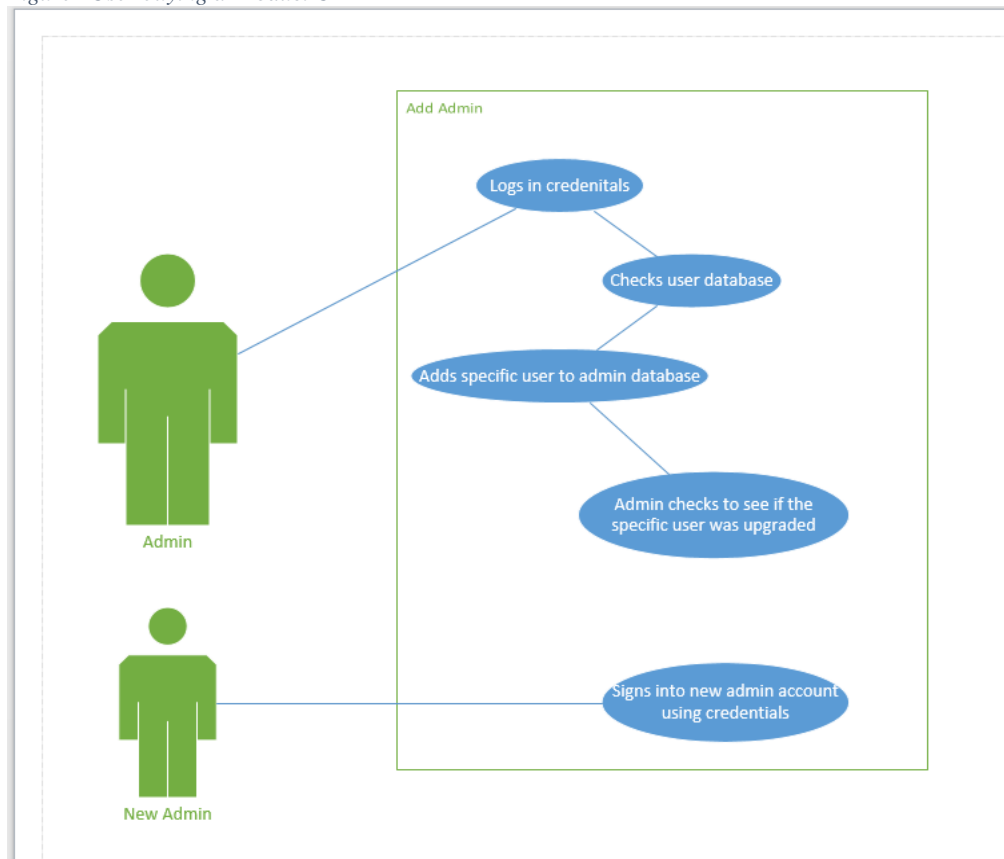 Add Admin
Logs in credenitals
Checks user database
Adds specific user to admin database
Admin checks to see if the
specific user was upgraded
Admin
Signs into new admin account
using credentials
New Admin